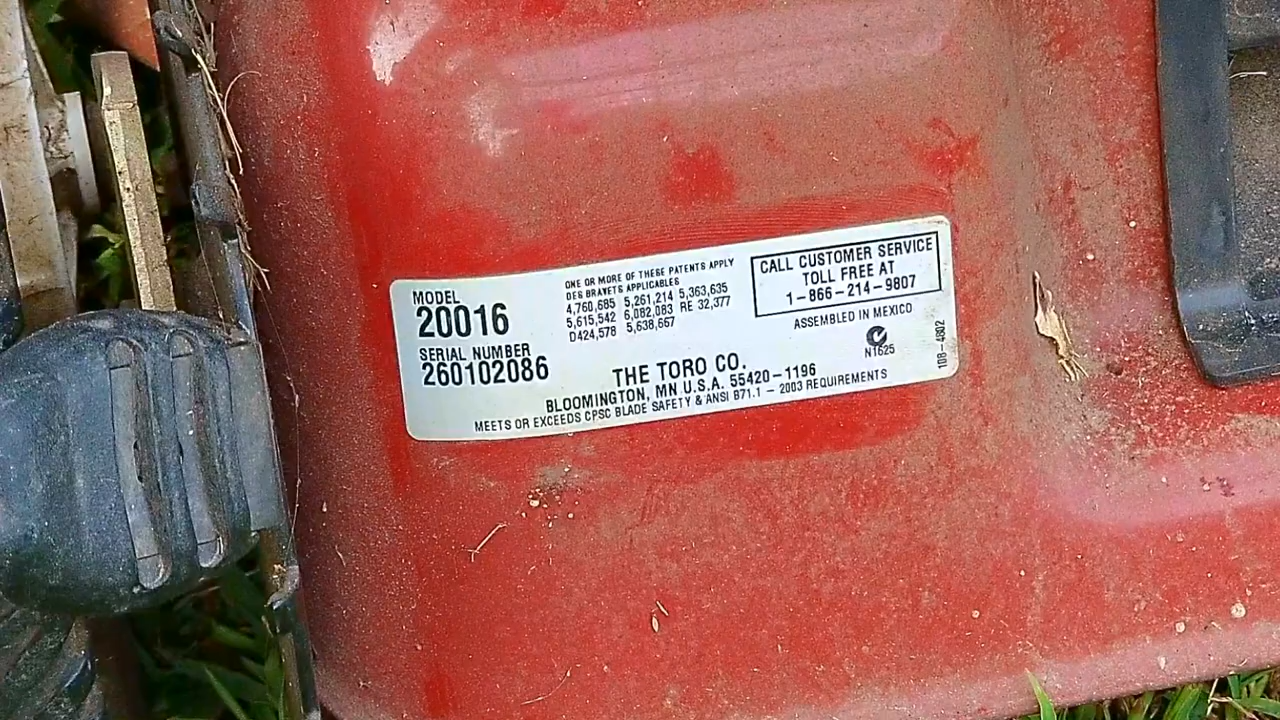 MODEL
20016
SERIAL NUMBER
260102086
ONE OR MORE OF THESE PATENTS APPLY
DES BRAVETS APPLICABLES
4,760,685 5,261,214 5,363,635
5,615,542 6,082,083 RE 32,377
D424,578 5,638,667
CALL CUSTOMER SERVICE
TOLL FREE AT
1-866-214-9807
ASSEMBLED IN MEXICO
N1625
108-4802
THE TORO CO.
BLOOMINGTON, MN U.S.A. 55420-1196
MEETS OR EXCEEDS CPSC BLADE SAFETY & ANSI B71.1 - 2003 REQUIREMENTS